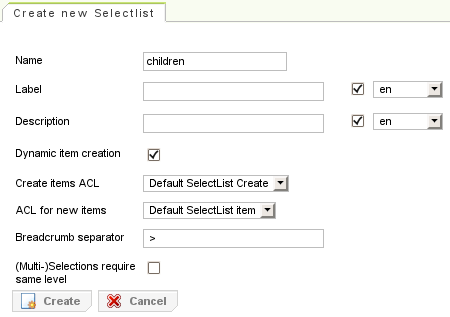 Create new Selectlist
Name children
Label en
Description en
Dynamic item creation
Create items ACL Default SelectList Create
ACL for new items Default SelectList item
Breadcrumb separator >
(Multi-)Selections require
same level
Create Cancel